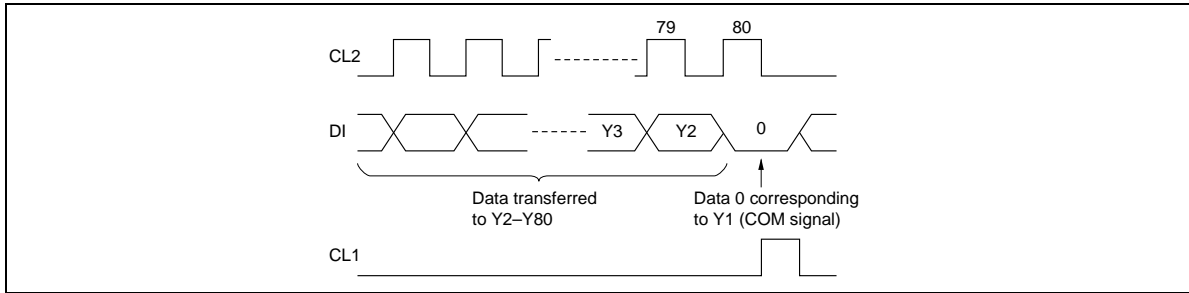 79 80
CL2
DI Y3 Y2 0
Data transferred Data 0 corresponding
to Y2–Y80 to Y1 (COM signal)
CL1